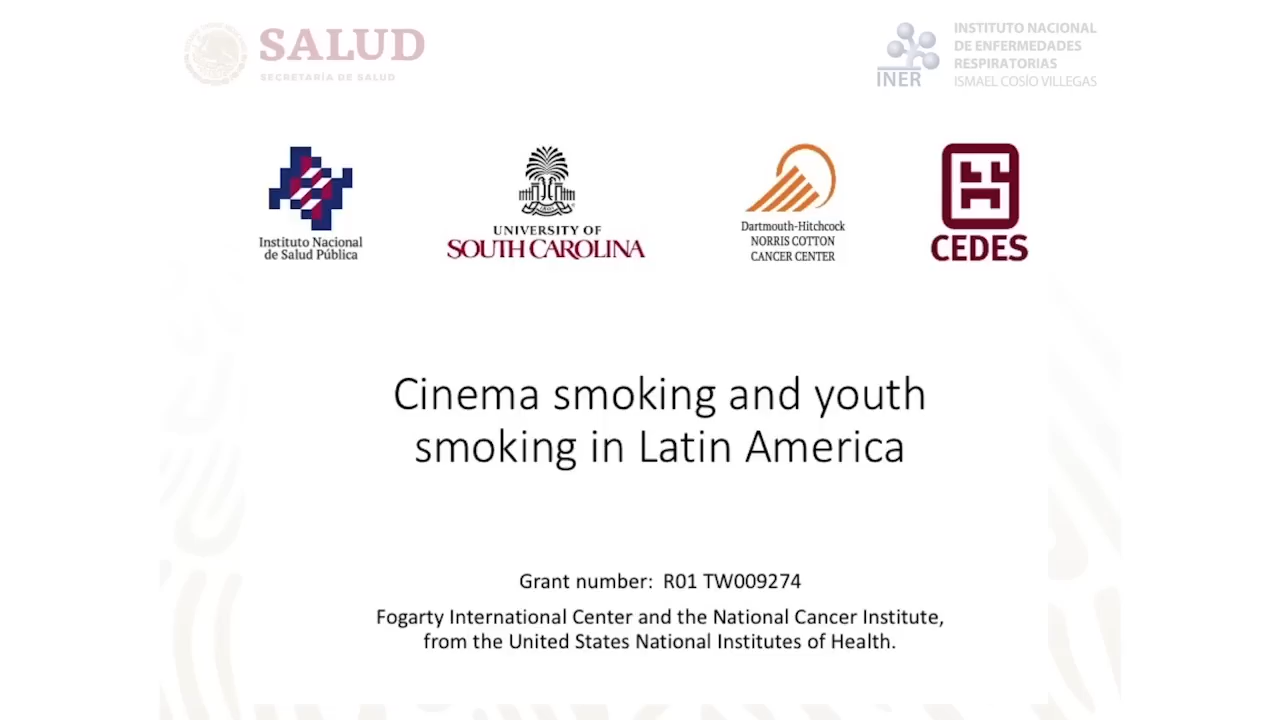 SALUD
SECRETARÍA DE SALUD
INER
INSTITUTO NACIONAL
DE ENFERMEDADES
RESPIRATORIAS
ISMAEL COSÍO VILLEGAS
Instituto Nacional
de Salud Pública
UNIVERSITY OF
SOUTH CAROLINA
Dartmouth-Hitchcock
NORRIS COTTON
CANCER CENTER
CEDES
Cinema smoking and youth
smoking in Latin America
Grant number: R01 TW009274
Fogarty International Center and the National Cancer Institute,
from the United States National Institutes of Health.